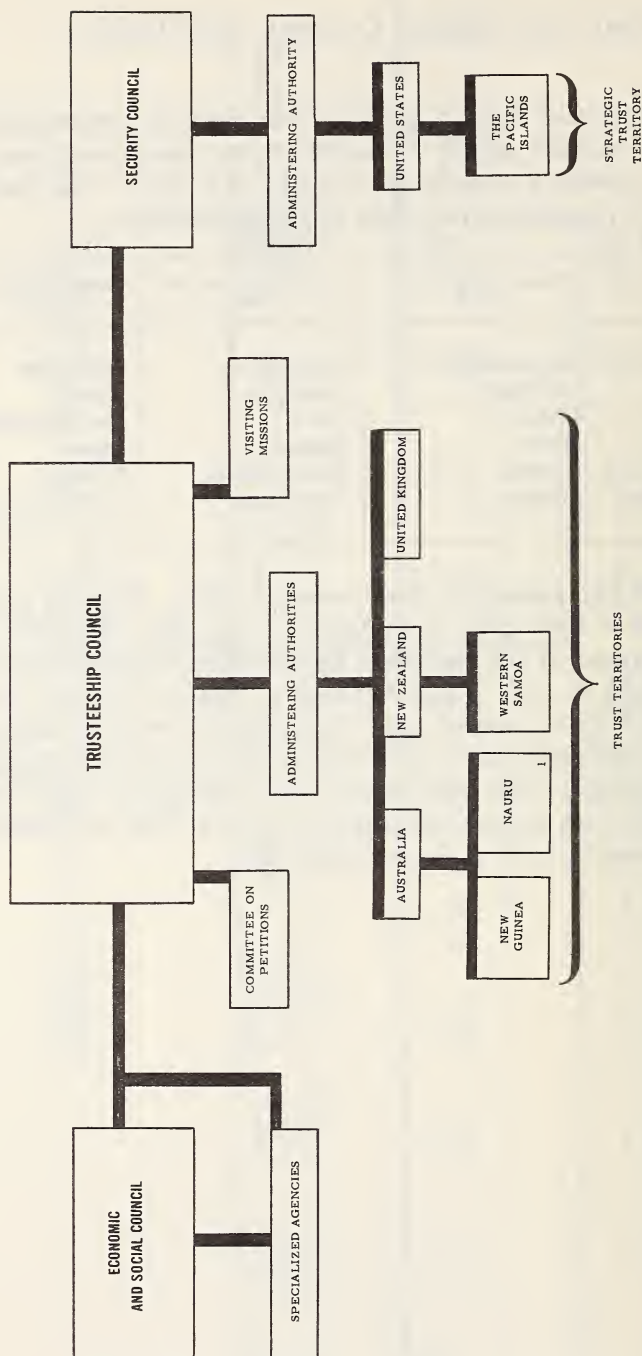 TRUSTEESHIP COUNCIL
ECONOMIC
AND SOCIAL COUNCIL
SECURITY COUNCIL
SPECIALIZED AGENCIES
COMMITTEE ON
PETITIONS
VISITING
MISSIONS
ADMINISTERING AUTHORITIES
ADMINISTERING AUTHORITY
AUSTRALIA
NEW ZEALAND
UNITED KINGDOM
UNITED STATES
NEW
GUINEA
NAURU
1
WESTERN
SAMOA
THE
PACIFIC
ISLANDS
TRUST TERRITORIES
STRATEGIC
TRUST
TERRITORY